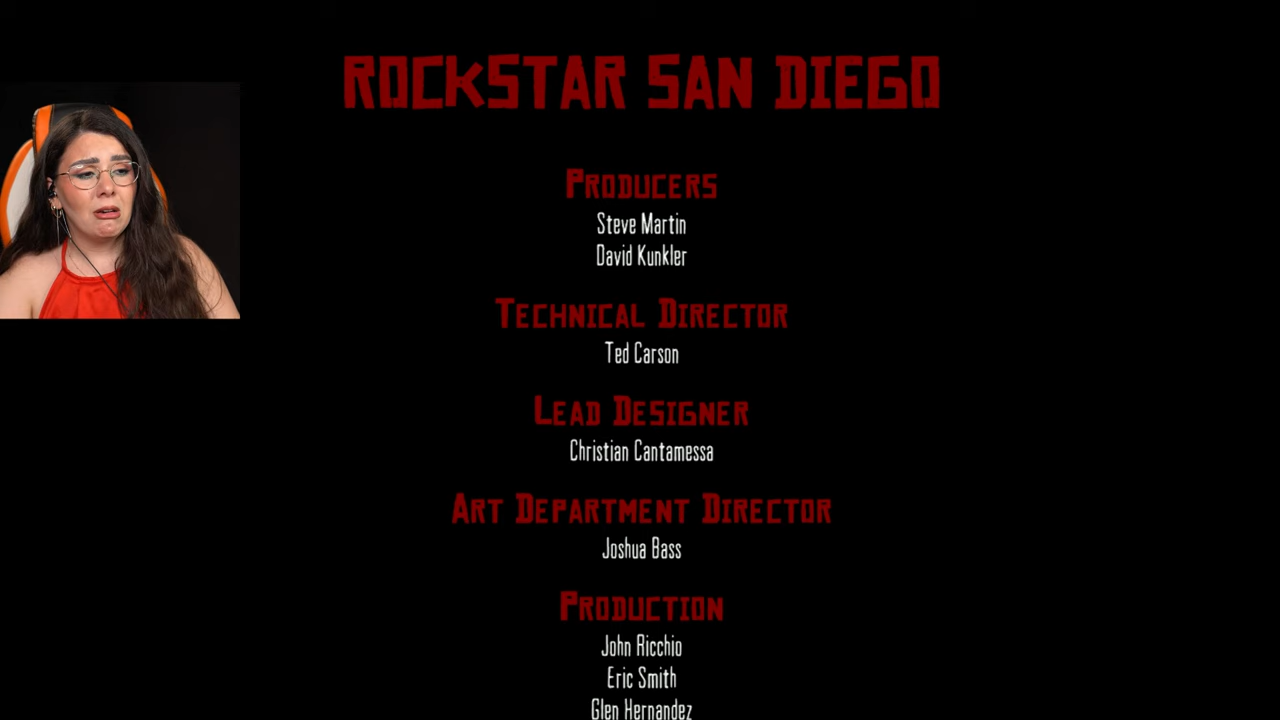 ROCKSTAR SAN DIEGO
PRODUCERS
Steve Martin
David Kunkler
TECHNICAL DIRECTOR
Ted Carson
LEAD DESIGNER
Christian Cantamessa
ART DEPARTMENT DIRECTOR
Joshua Bass
PRODUCTION
John Ricchio
Eric Smith
Glen Hernandez